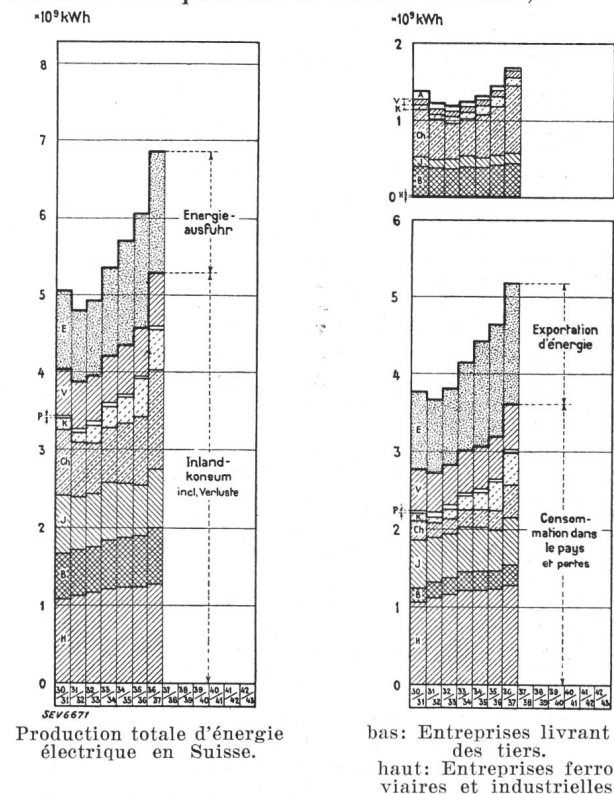 ×10⁹ kWh
8
7
6
5
4
3
2
1
0
Energie-
ausfuhr
Inland-
konsum
incl. Verluste
E
V
P
K
Ch
J
B
H
30/31 31/32 32/33 33/34 34/35 35/36 36/37 37/38 38/39 39/40 40/41 41/42 42/43
SEV6671
Production totale d'énergie
électrique en Suisse.
×10⁹ kWh
2
1
0
A
V
K
Ch
J
B
H
6
5
4
3
2
1
0
Exportation
d'énergie
Consom-
mation dans
le pays
et pertes
E
V
P
K
Ch
J
B
H
30/31 31/32 32/33 33/34 34/35 35/36 36/37 37/38 38/39 39/40 40/41 41/42 42/43
bas: Entreprises livrant
des tiers.
haut: Entreprises ferro
viaires et industrielles